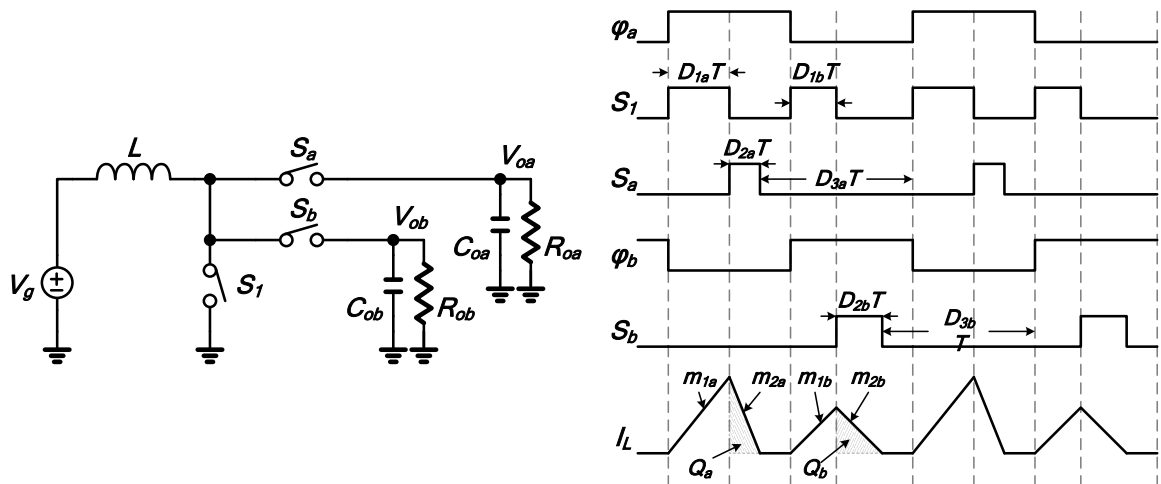 L
S_a
V_oa
S_b
V_ob
C_oa
R_oa
V_g
S_1
C_ob
R_ob
φ_a
D_1aT
D_1bT
S_1
D_2aT
S_a
D_3aT
φ_b
D_2bT
D_3b
T
S_b
m_1a
m_2a
m_1b
m_2b
I_L
Q_a
Q_b